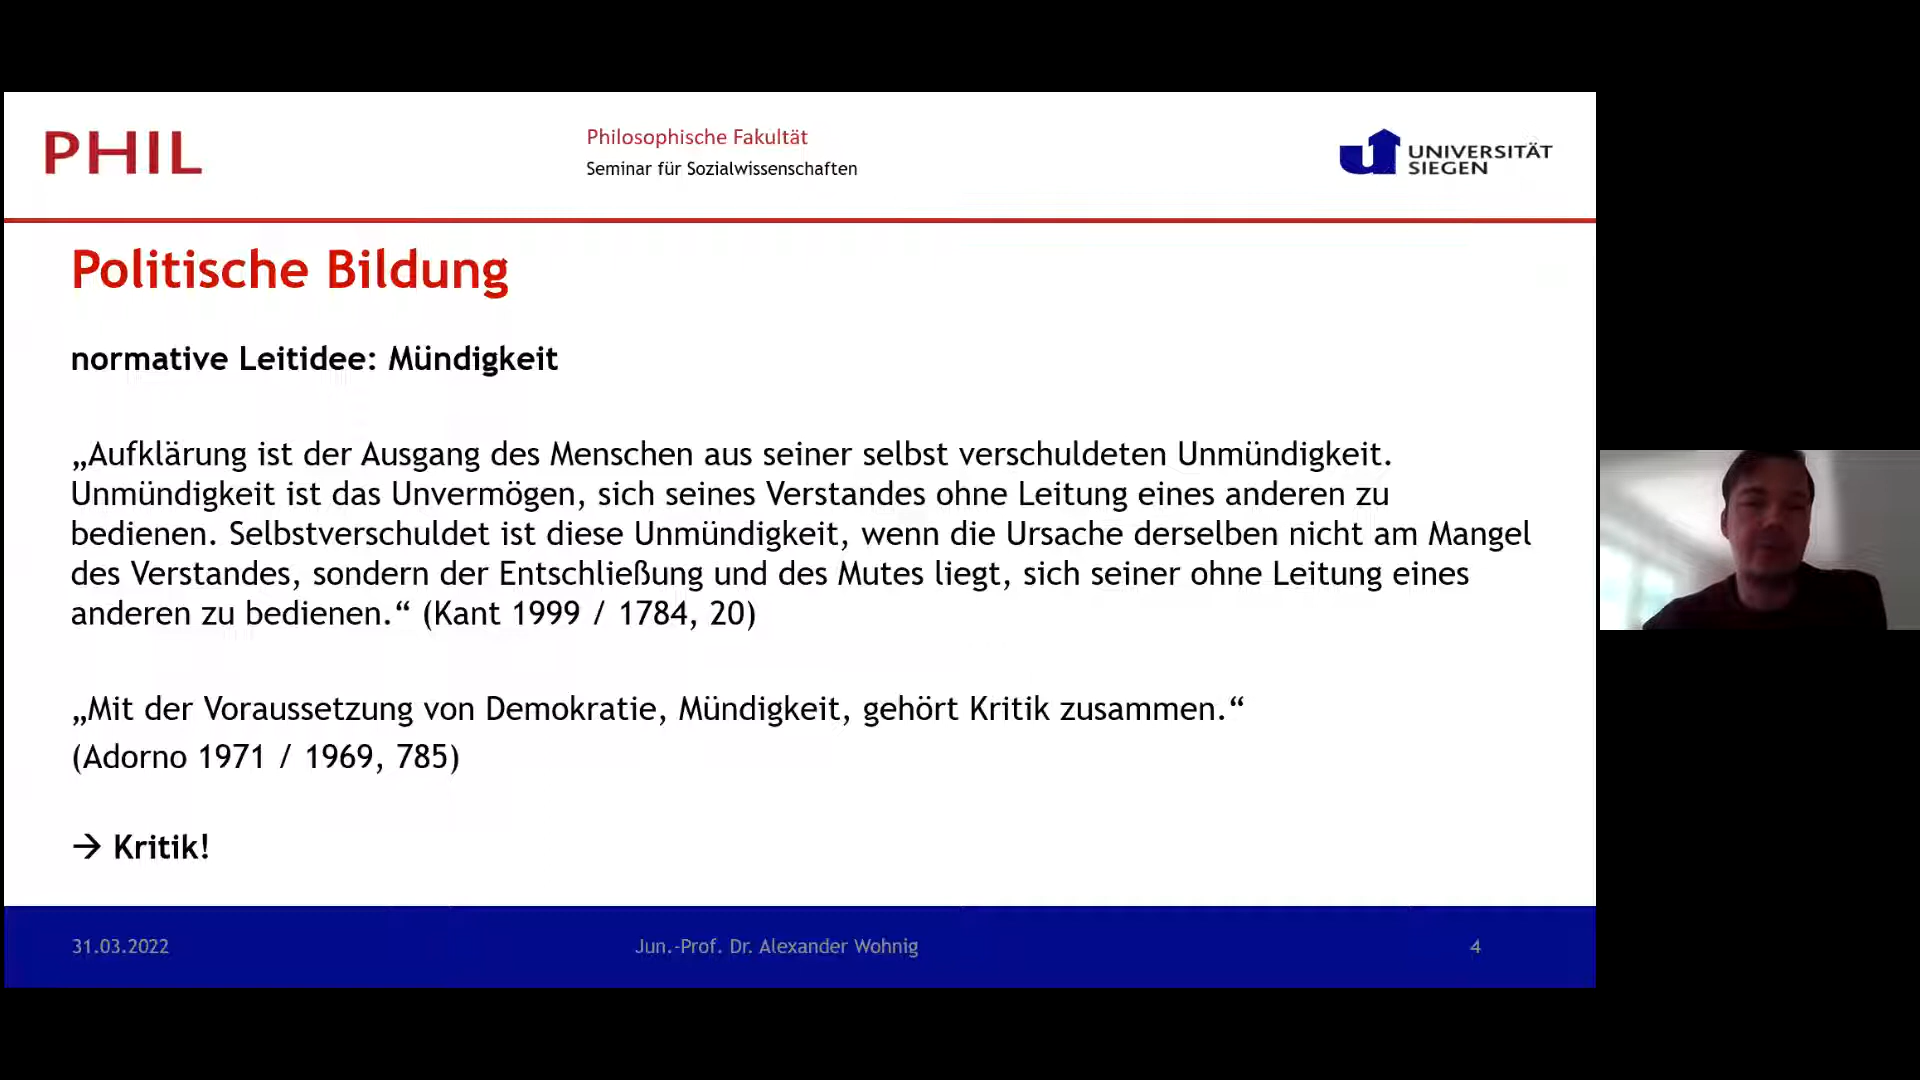 PHIL
Philosophische Fakultät
Seminar für Sozialwissenschaften
UNIVERSITÄT
SIEGEN
Politische Bildung
normative Leitidee: Mündigkeit
„Aufklärung ist der Ausgang des Menschen aus seiner selbst verschuldeten Unmündigkeit.
Unmündigkeit ist das Unvermögen, sich seines Verstandes ohne Leitung eines anderen zu
bedienen. Selbstverschuldet ist diese Unmündigkeit, wenn die Ursache derselben nicht am Mangel
des Verstandes, sondern der Entschließung und des Mutes liegt, sich seiner ohne Leitung eines
anderen zu bedienen.“ (Kant 1999 / 1784, 20)
„Mit der Voraussetzung von Demokratie, Mündigkeit, gehört Kritik zusammen.“
(Adorno 1971 / 1969, 785)
→ Kritik!
31.03.2022
Jun.-Prof. Dr. Alexander Wohnig
4